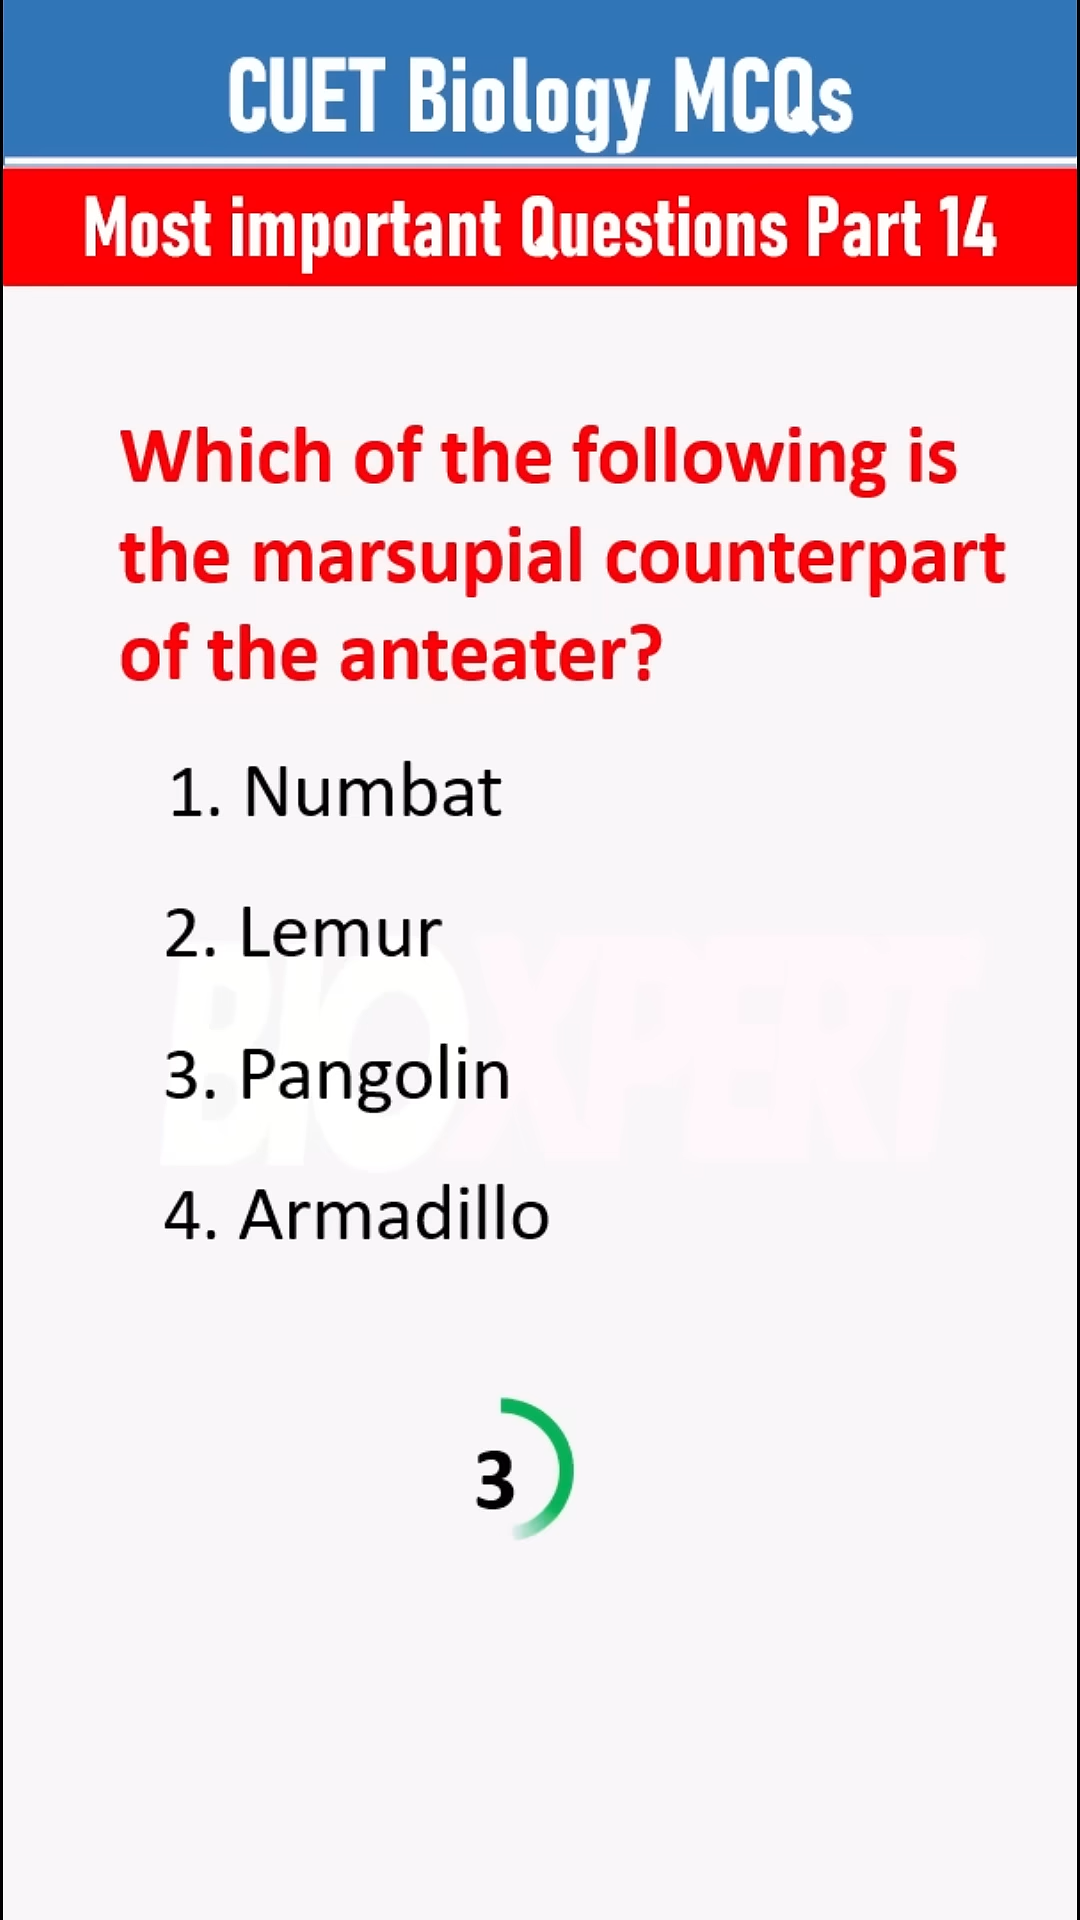 CUET Biology MCQs
Most important Questions Part 14
Which of the following is
the marsupial counterpart
of the anteater?
1. Numbat
2. Lemur
BIOXPERT
3. Pangolin
4. Armadillo
3